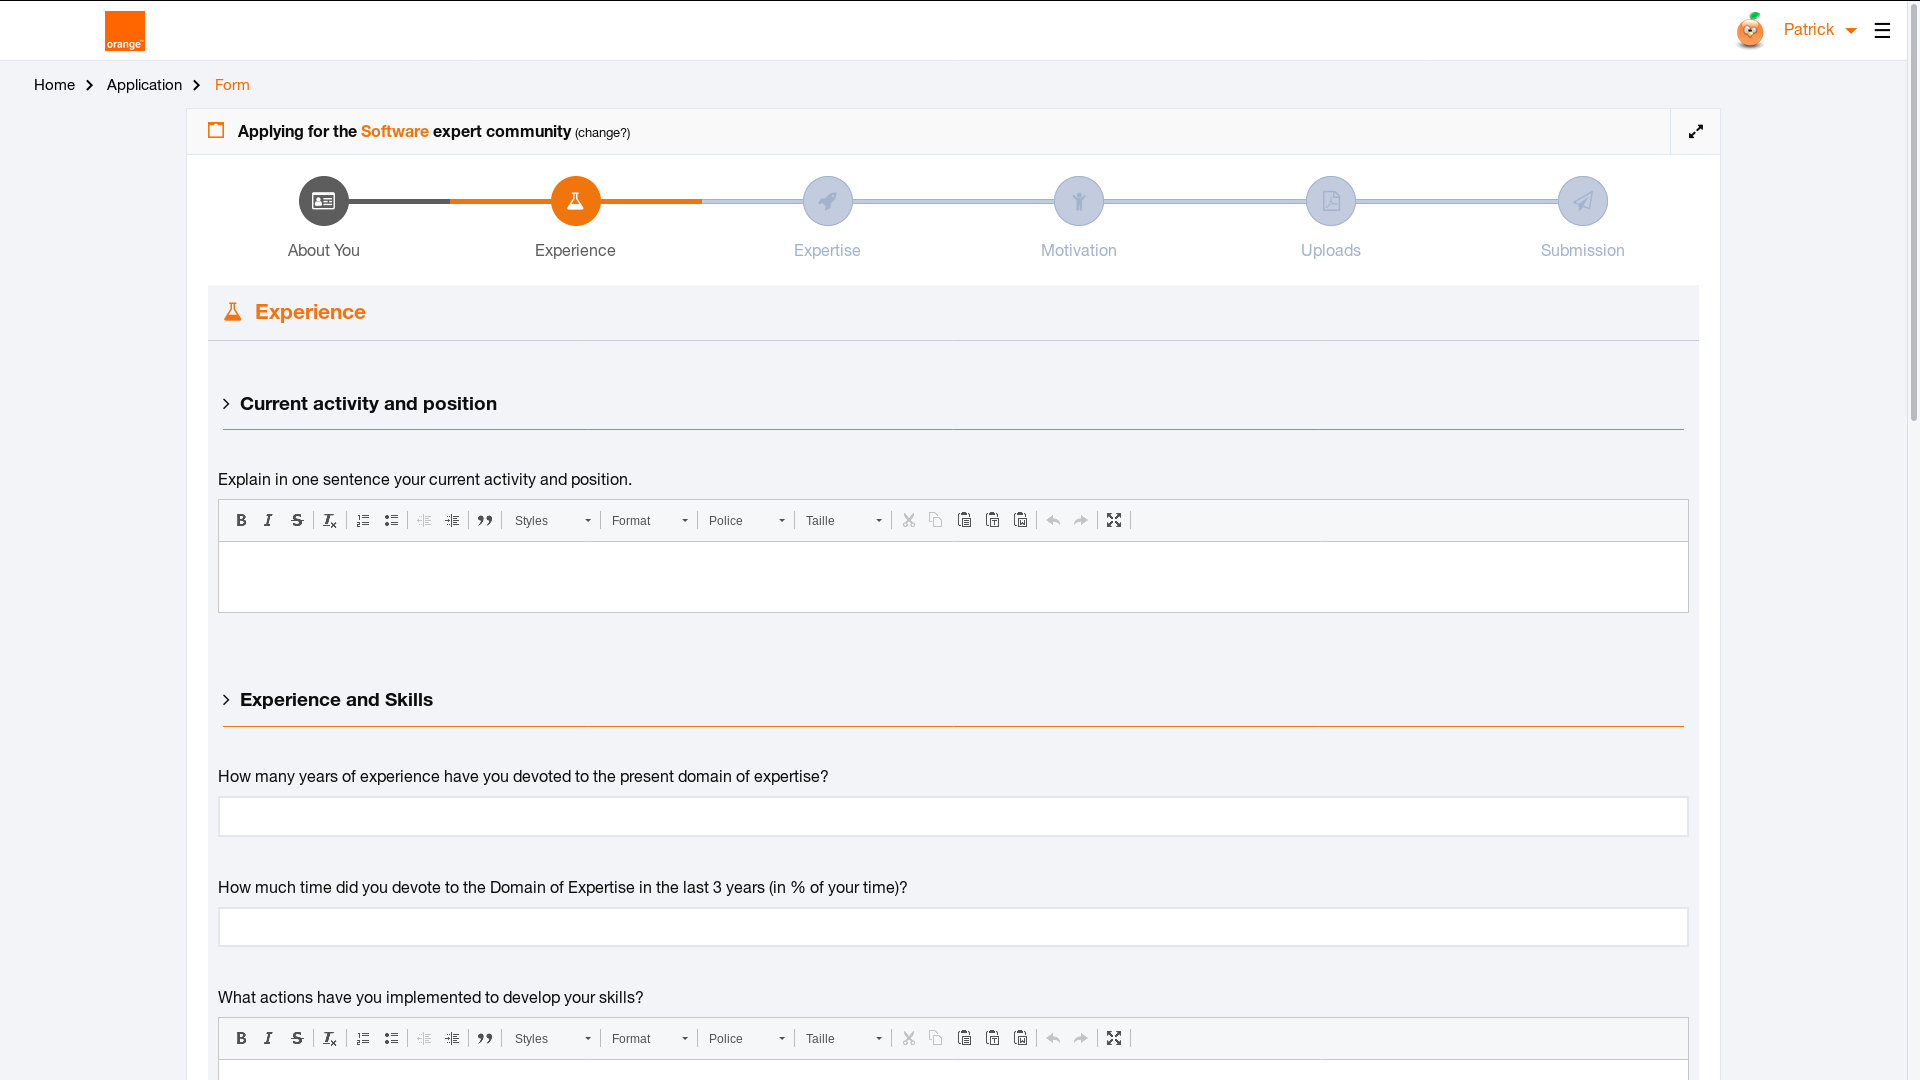 orange™
Patrick
Home Application Form
Applying for the Software expert community (change?)
About You Experience Expertise Motivation Uploads Submission
Experience
Current activity and position
Explain in one sentence your current activity and position.
B I S Styles Format Police Taille
Experience and Skills
How many years of experience have you devoted to the present domain of expertise?
How much time did you devote to the Domain of Expertise in the last 3 years (in % of your time)?
What actions have you implemented to develop your skills?
B I S Styles Format Police Taille